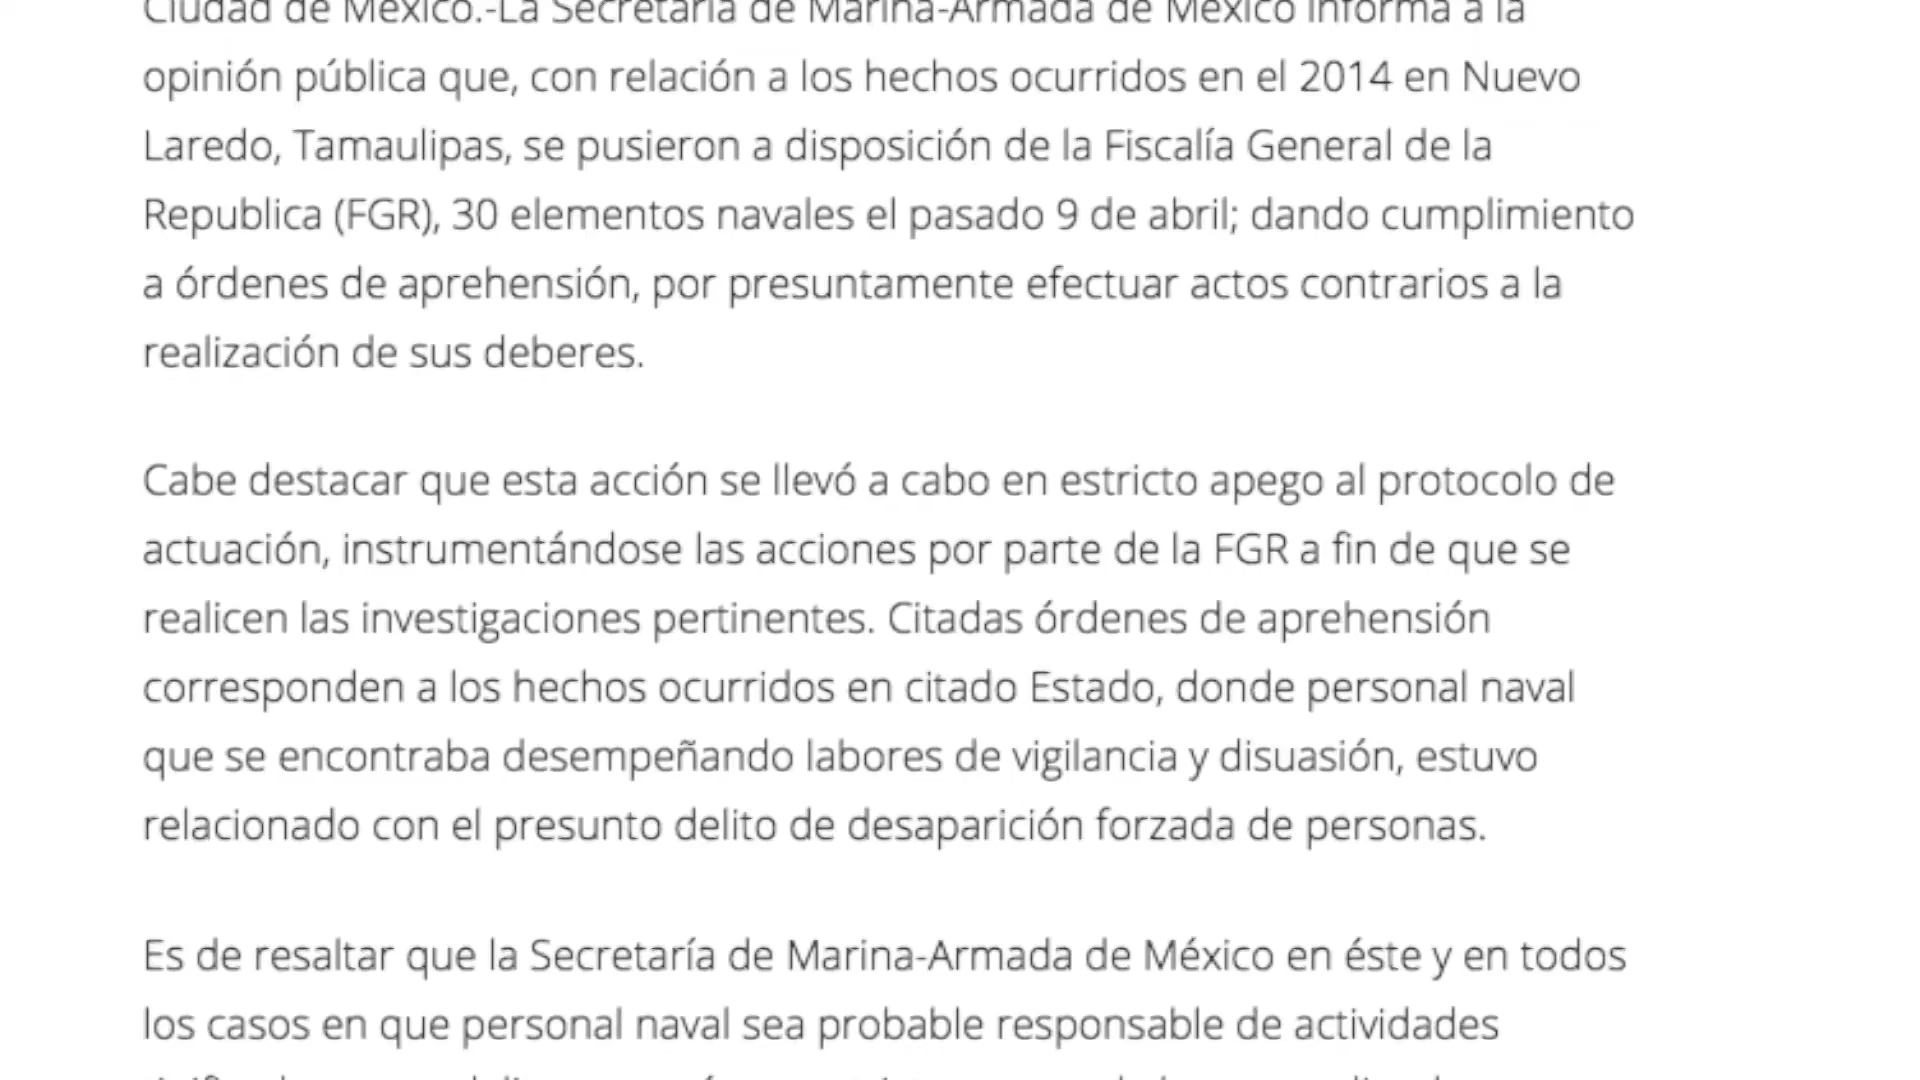 Ciudad de México.-La Secretaría de Marina-Armada de México informa a la
opinión pública que, con relación a los hechos ocurridos en el 2014 en Nuevo
Laredo, Tamaulipas, se pusieron a disposición de la Fiscalía General de la
Republica (FGR), 30 elementos navales el pasado 9 de abril; dando cumplimiento
a órdenes de aprehensión, por presuntamente efectuar actos contrarios a la
realización de sus deberes.
Cabe destacar que esta acción se llevó a cabo en estricto apego al protocolo de
actuación, instrumentándose las acciones por parte de la FGR a fin de que se
realicen las investigaciones pertinentes. Citadas órdenes de aprehensión
corresponden a los hechos ocurridos en citado Estado, donde personal naval
que se encontraba desempeñando labores de vigilancia y disuasión, estuvo
relacionado con el presunto delito de desaparición forzada de personas.
Es de resaltar que la Secretaría de Marina-Armada de México en éste y en todos
los casos en que personal naval sea probable responsable de actividades